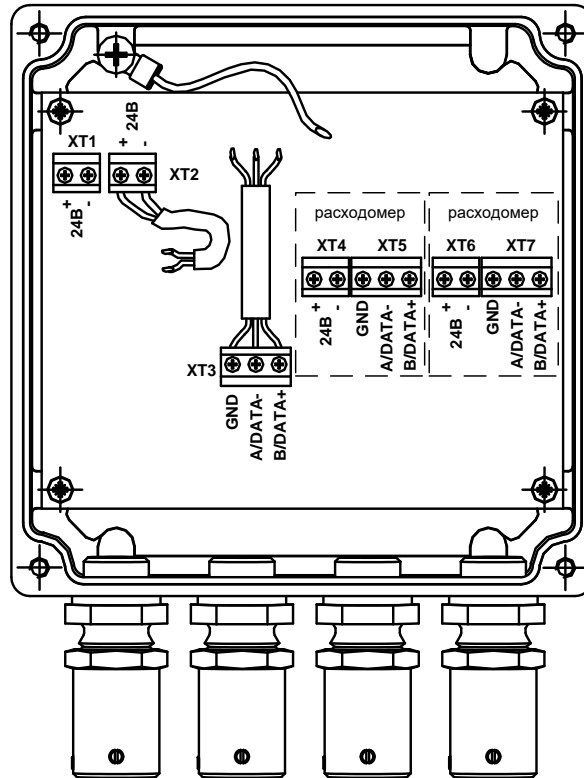 24В
+ -
XT1
XT2
+ -
24В
расходомер
расходомер
XT4
XT5
XT6
XT7
+ -
24В
GND
A/DATA-
B/DATA+
+ -
24В
GND
A/DATA-
B/DATA+
XT3
GND
A/DATA-
B/DATA+